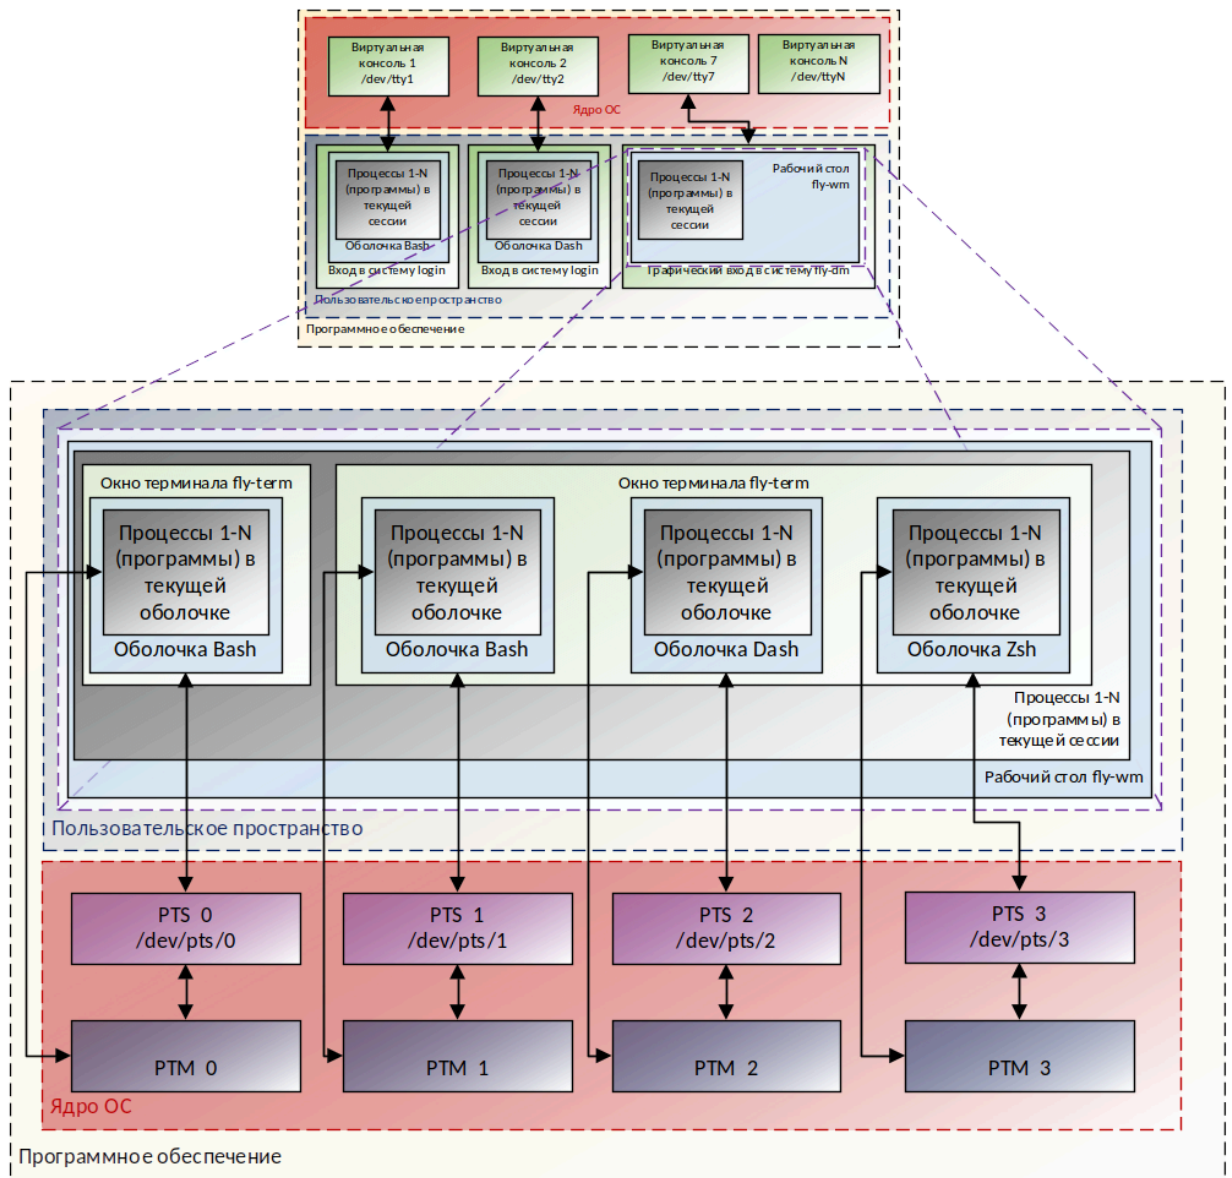 Виртуальная
консоль 1
/dev/tty1
Виртуальная
консоль 2
/dev/tty2
Виртуальная
консоль 7
/dev/tty7
Виртуальная
консоль N
/dev/ttyN
Ядро ОС
Процессы 1-N
(программы) в
текущей
сессии
Оболочка Bash
Вход в систему login
Процессы 1-N
(программы) в
текущей
сессии
Оболочка Dash
Вход в систему login
Процессы 1-N
(программы) в
текущей
сессии
Рабочий стол
fly-wm
Графический вход в систему fly-dm
Пользовательское пространство
Программное обеспечение
Окно терминала fly-term
Процессы 1-N
(программы) в
текущей
оболочке
Оболочка Bash
Окно терминала fly-term
Процессы 1-N
(программы) в
текущей
оболочке
Оболочка Bash
Процессы 1-N
(программы) в
текущей
оболочке
Оболочка Dash
Процессы 1-N
(программы) в
текущей
оболочке
Оболочка Zsh
Процессы 1-N
(программы) в
текущей сессии
Рабочий стол fly-wm
Пользовательское пространство
PTS 0
/dev/pts/0
PTS 1
/dev/pts/1
PTS 2
/dev/pts/2
PTS 3
/dev/pts/3
PTM 0
PTM 1
PTM 2
PTM 3
Ядро ОС
Программное обеспечение